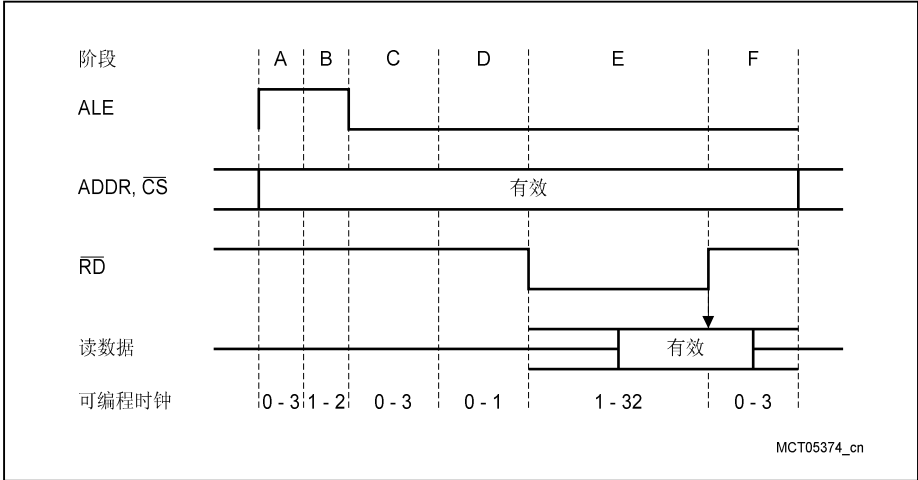 阶段 A B C D E F
ALE
ADDR, CS 有效
RD
读数据 有效
可编程时钟 0 - 3 1 - 2 0 - 3 0 - 1 1 - 32 0 - 3
MCT05374_cn